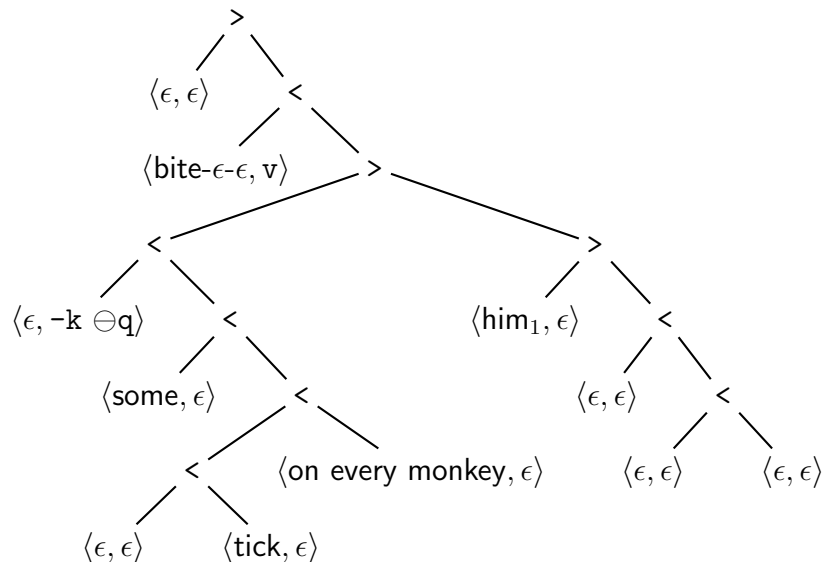 >
⟨ϵ, ϵ⟩ <
⟨bite-ϵ-ϵ, v⟩ >
< >
⟨ϵ, -k ⊖q⟩ < ⟨him₁, ϵ⟩ <
⟨some, ϵ⟩ < ⟨ϵ, ϵ⟩ <
< ⟨on every monkey, ϵ⟩ ⟨ϵ, ϵ⟩ ⟨ϵ, ϵ⟩
⟨ϵ, ϵ⟩ ⟨tick, ϵ⟩